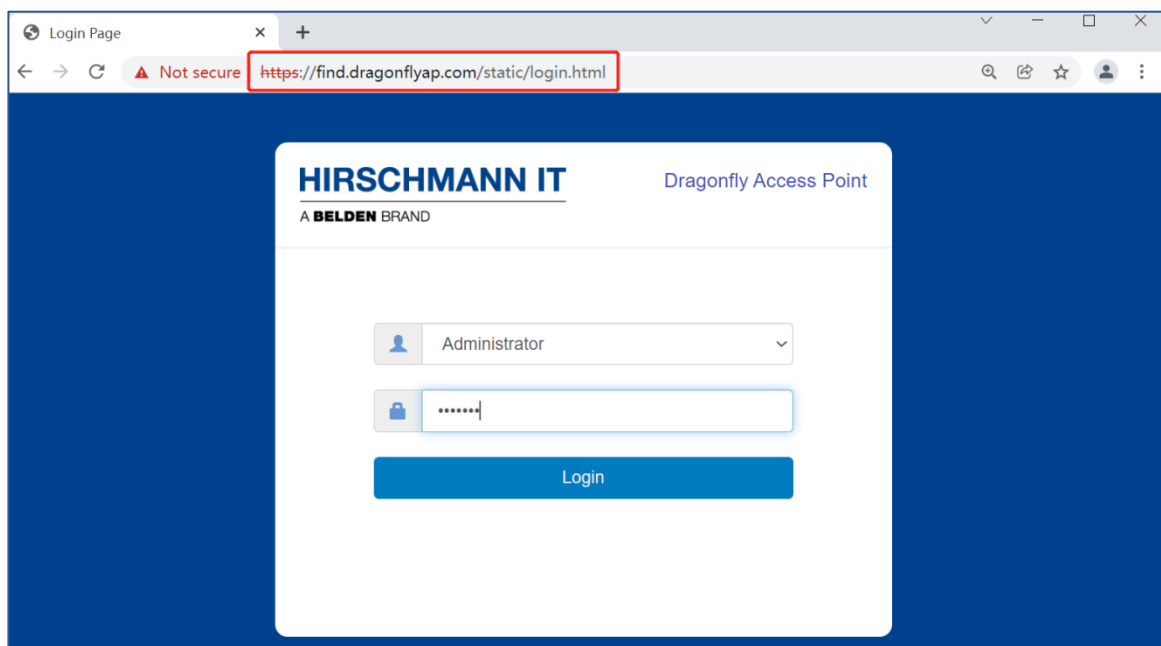 Login Page
Not secure
https://find.dragonflyap.com/static/login.html
HIRSCHMANN IT
A BELDEN BRAND
Dragonfly Access Point
Administrator
•••••••
Login